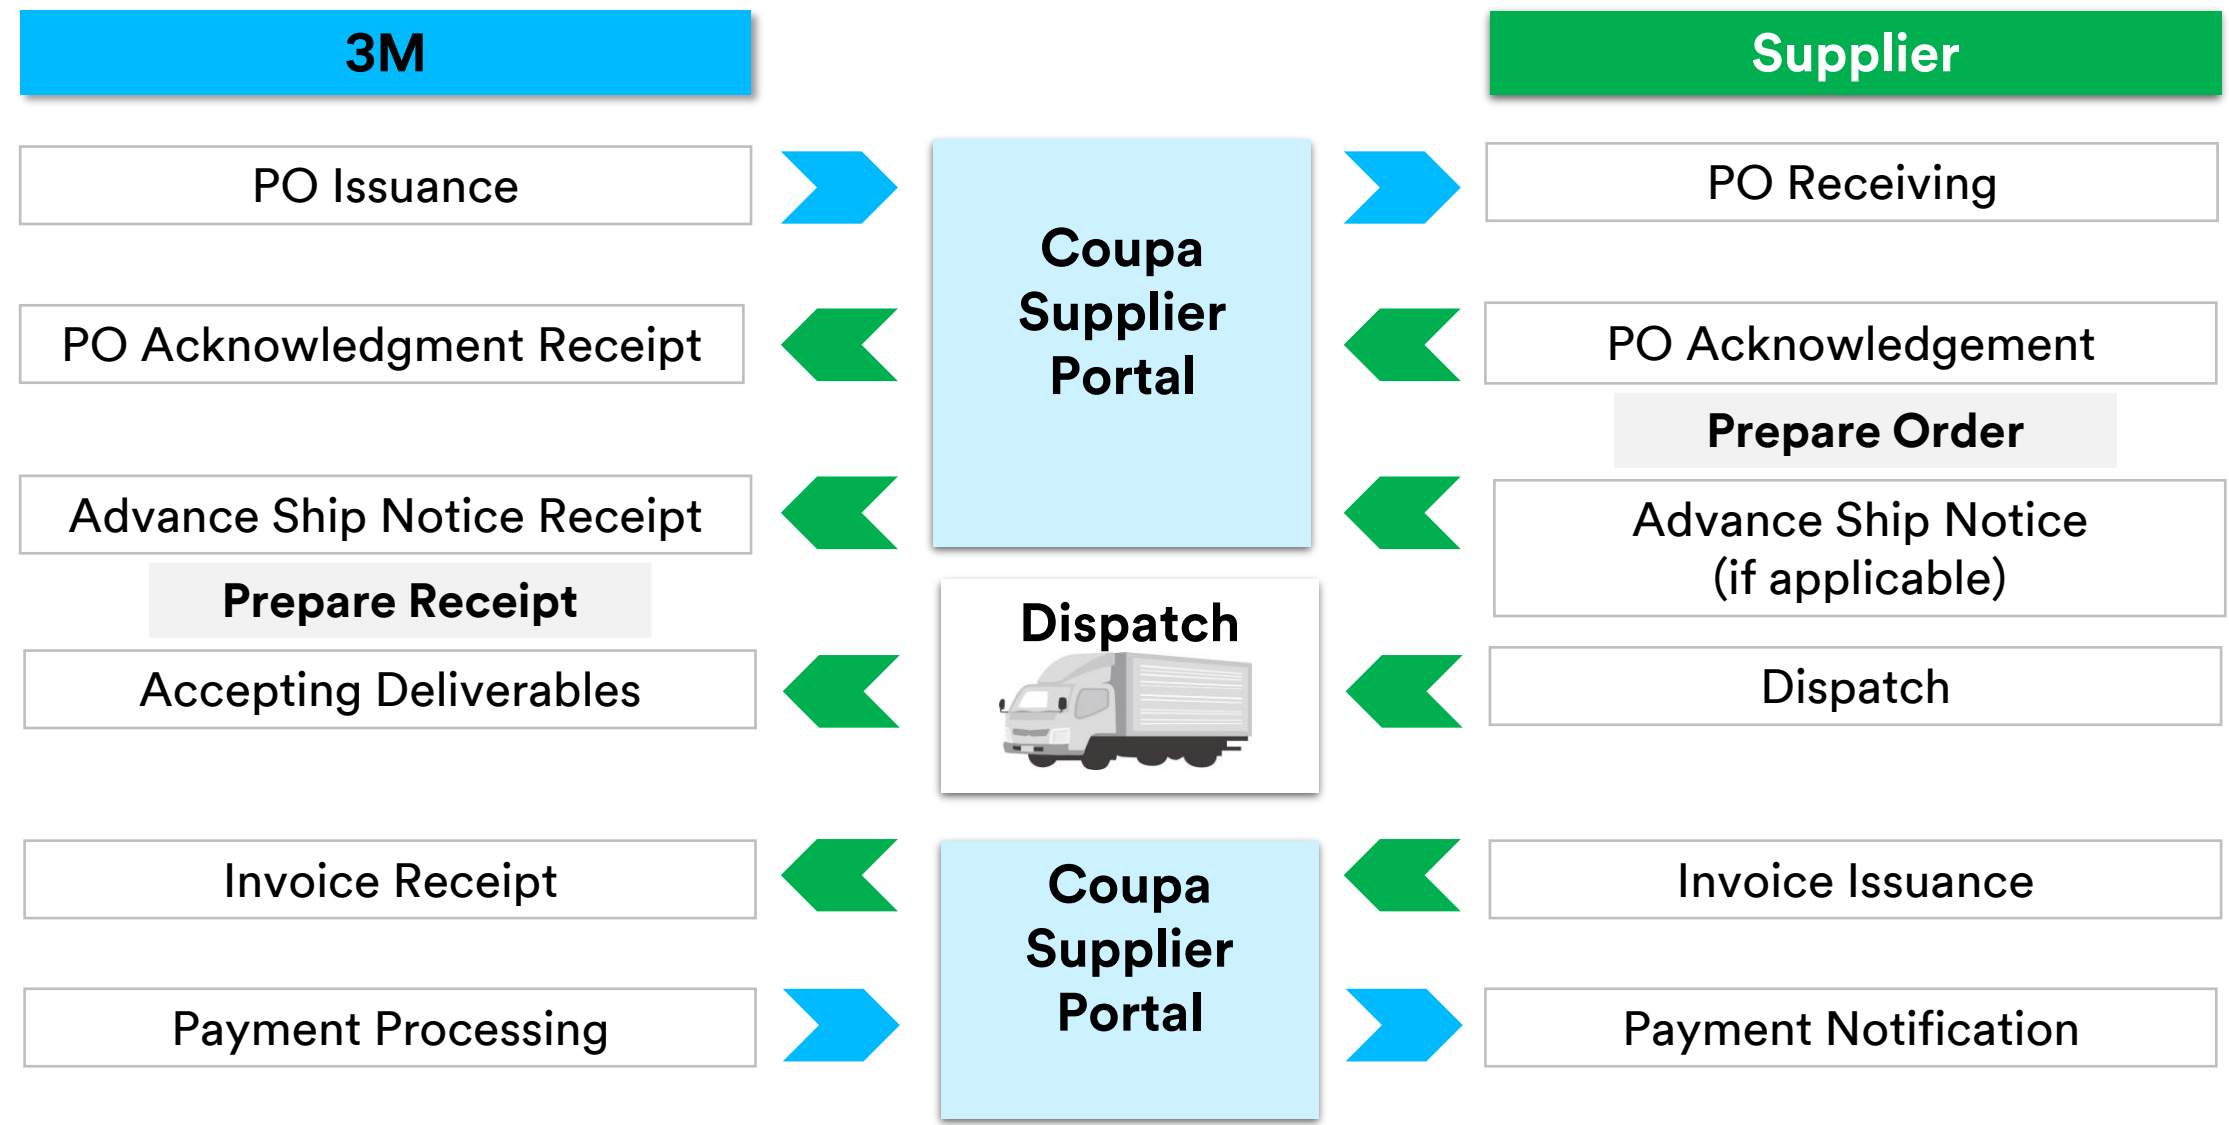 3M
Supplier
PO Issuance
PO Receiving
Coupa
Supplier
Portal
PO Acknowledgment Receipt
PO Acknowledgement
Prepare Order
Advance Ship Notice Receipt
Advance Ship Notice
(if applicable)
Prepare Receipt
Dispatch
Accepting Deliverables
Dispatch
Invoice Receipt
Coupa
Supplier
Portal
Invoice Issuance
Payment Processing
Payment Notification